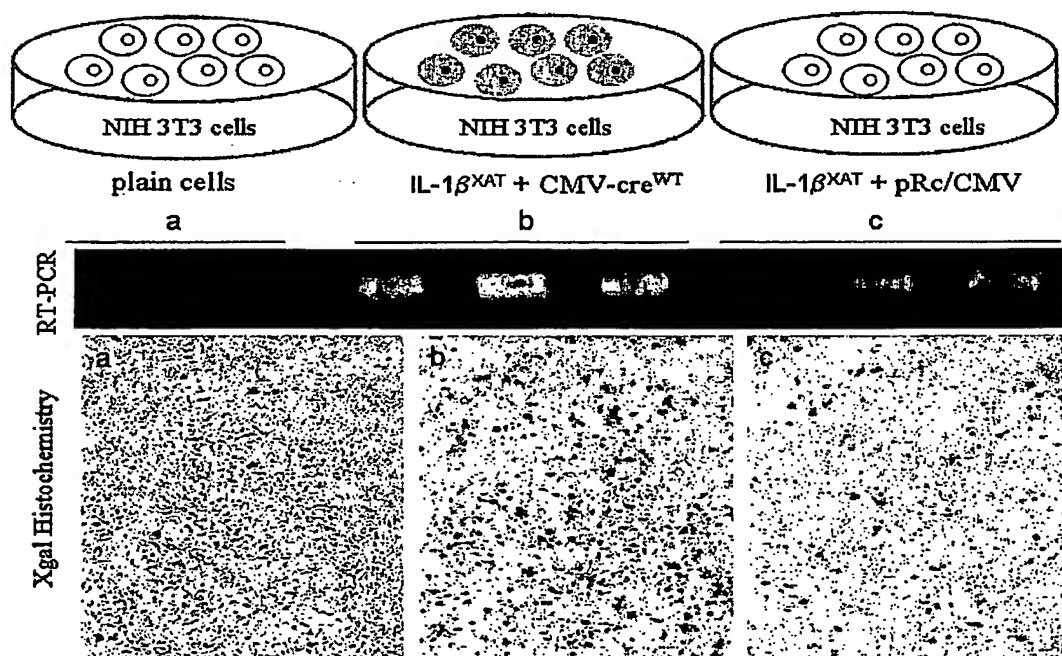 NIH 3T3 cells
NIH 3T3 cells
NIH 3T3 cells
plain cells
IL-1β^XAT + CMV-cre^WT
IL-1β^XAT + pRc/CMV
a
b
c
RT-PCR
a
b
c
Xgal Histochemistry